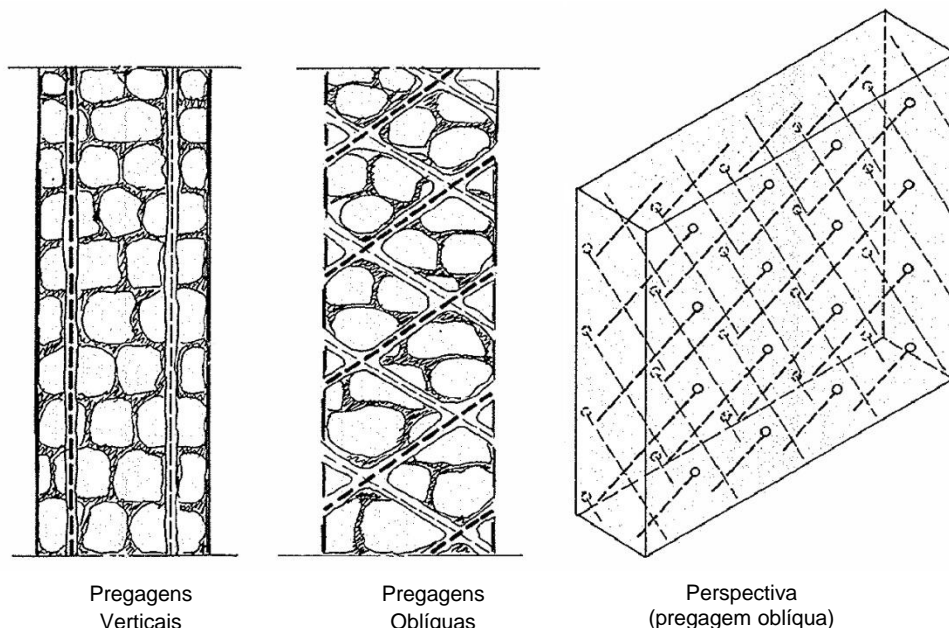 Pregagens
Verticais
Pregagens
Oblíquas
Perspectiva
(pregagem oblíqua)